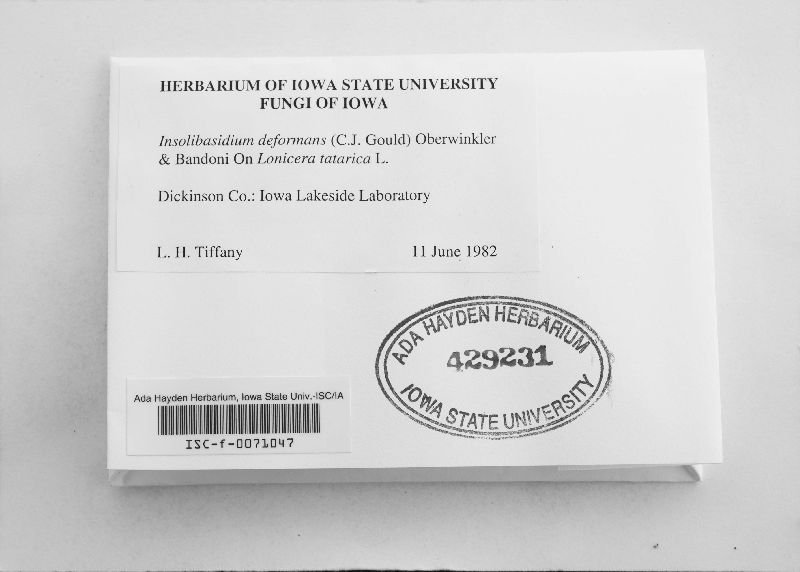 HERBARIUM OF IOWA STATE UNIVERSITY
FUNGI OF IOWA
Insolibasidium deformans (C.J. Gould) Oberwinkler
& Bandoni On Lonicera tatarica L.
Dickinson Co.: Iowa Lakeside Laboratory
L. H. Tiffany 11 June 1982
ADA HAYDEN HERBARIUM
429231
IOWA STATE UNIVERSITY
Ada Hayden Herbarium, Iowa State Univ.-ISC/IA
ISC-f-0071047